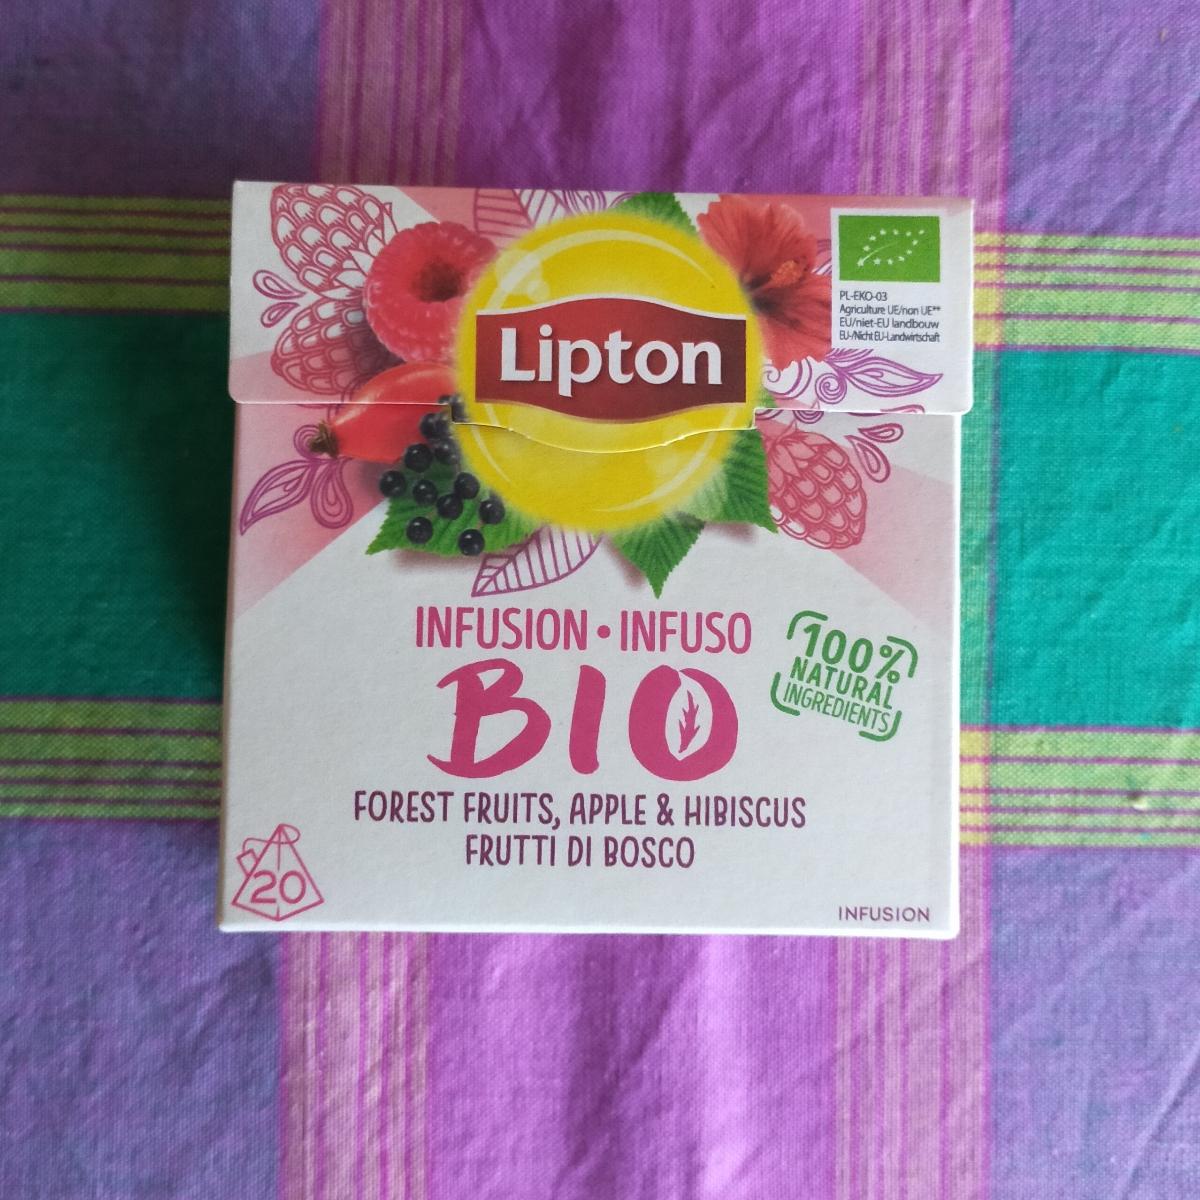 Lipton
PL-EKO-03
Agriculture UE/non UE**
EU/niet-EU landbouw
EU-/Nicht EU-Landwirtschaft
INFUSION • INFUSO
BIO
100%
NATURAL
INGREDIENTS
FOREST FRUITS, APPLE & HIBISCUS
FRUTTI DI BOSCO
20
INFUSION